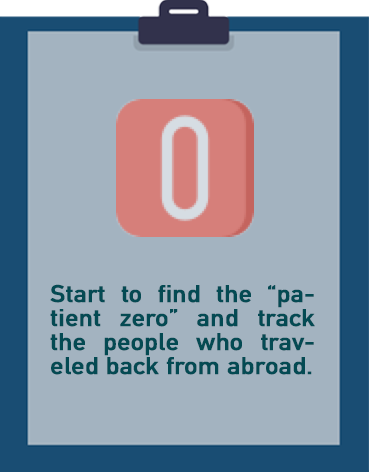 0
Start to find the “pa-
tient zero” and track
the people who trav-
eled back from abroad.